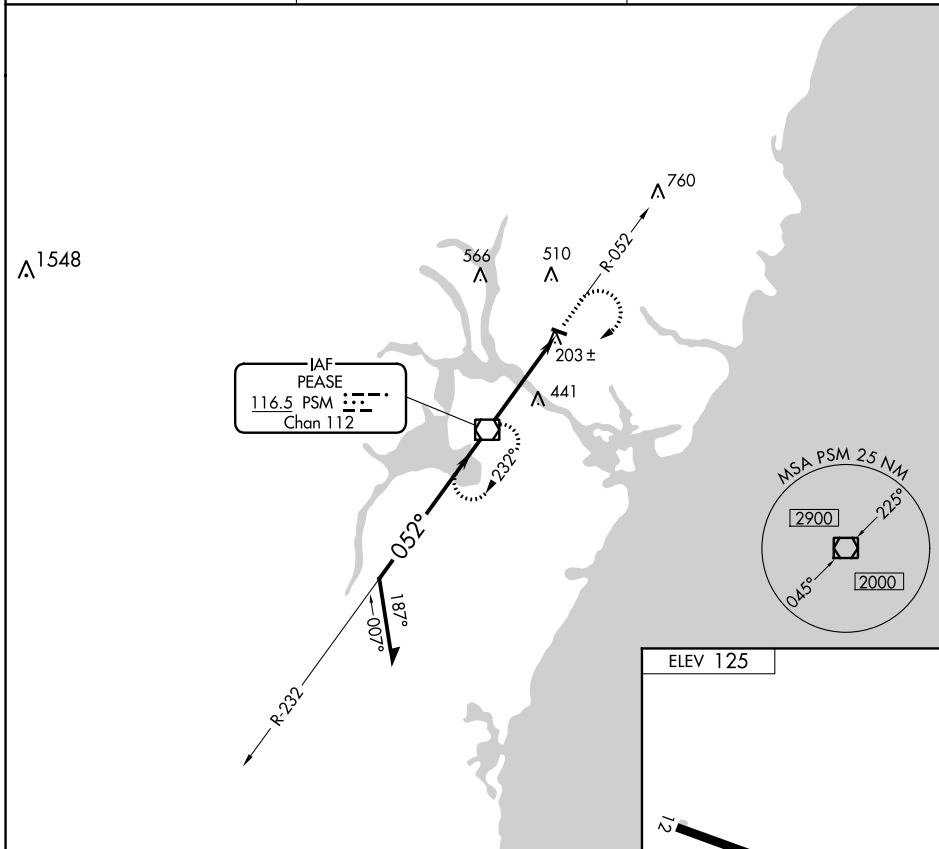 760
R-052
1548
566
510
203 ±
IAF
PEASE
116.5 PSM
Chan 112
441
232°
052°
MSA PSM 25 NM
2900
225°
045°
2000
187°
007°
R-232
ELEV 125
12